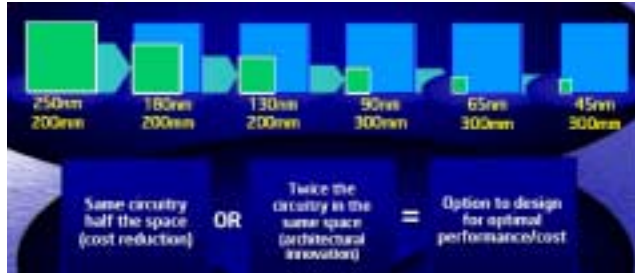 250nm 180nm 130nm 90nm 65nm 45nm
200mm 200mm 200mm 300mm 300mm 300mm
Same circuitry
half the space
(cost reduction)
OR
Twice the
circuitry in the
same space
(architectural
innovation)
=
Option to design
for optimal
performance/cost